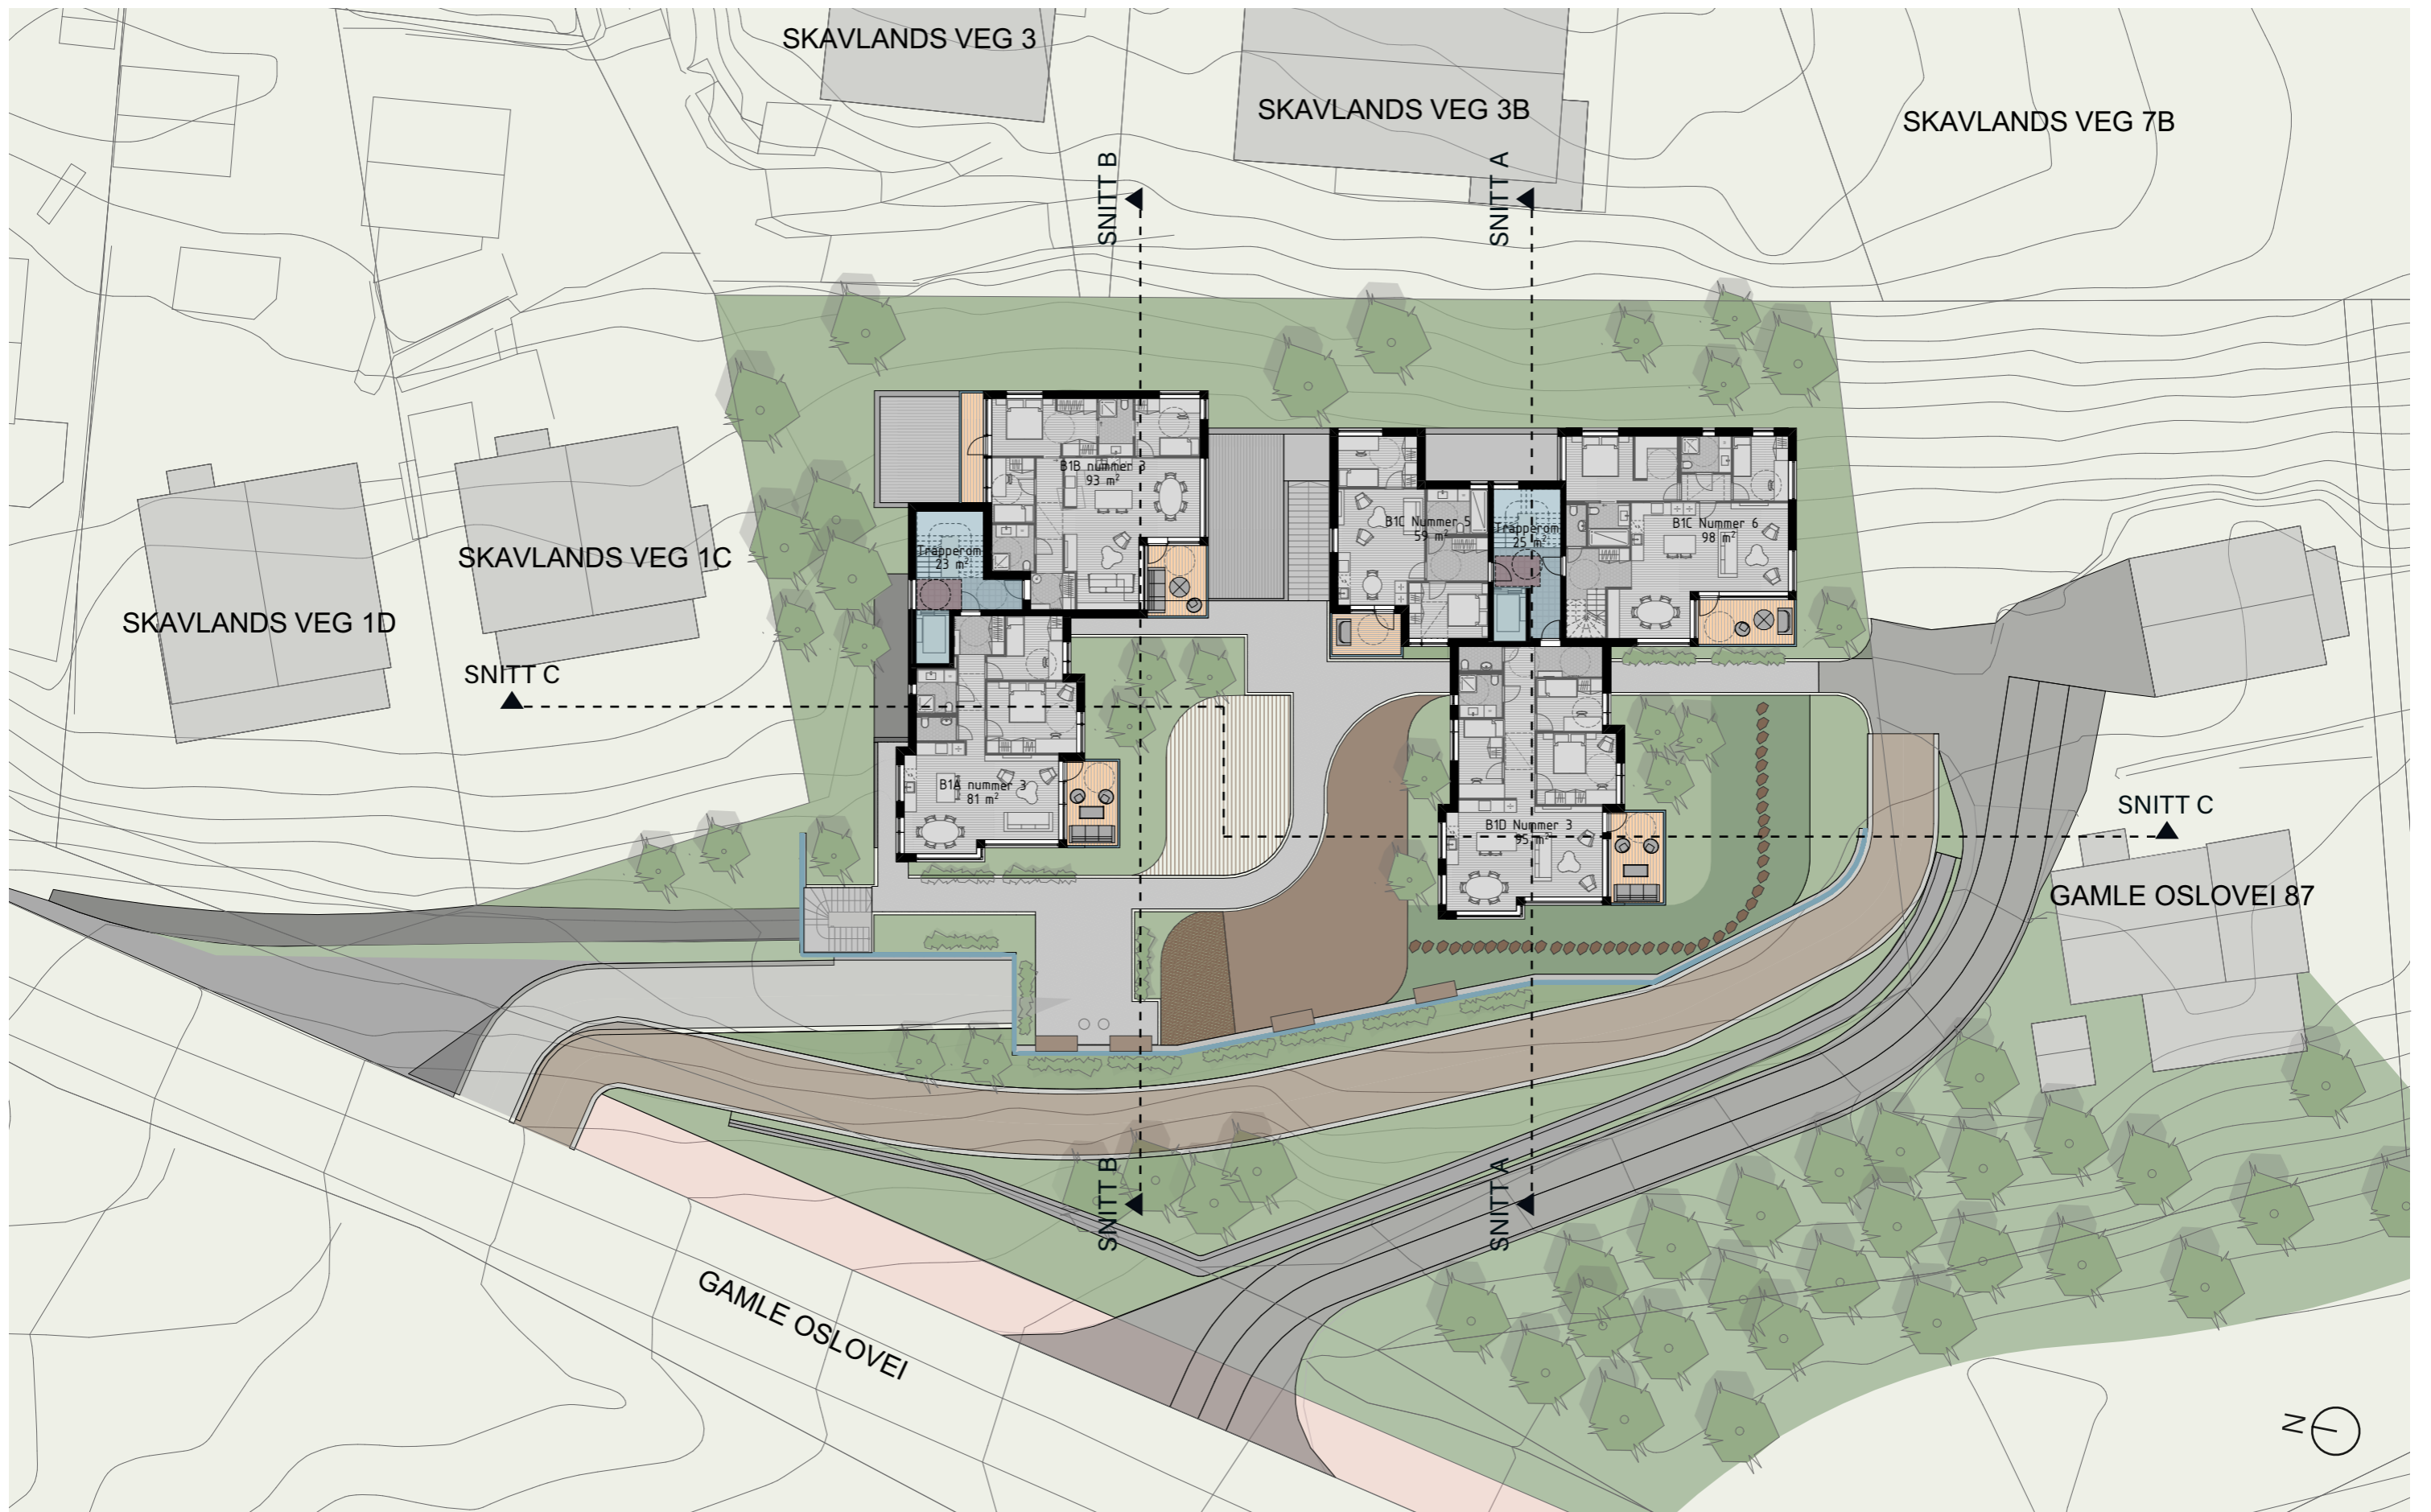 SKAVLANDS VEG 3
SKAVLANDS VEG 3B
SKAVLANDS VEG 7B
SNITT B
SNITT A
B1B nummer 3
93 m²
B1C Nummer 5
59 m²
Trapperom
25 m²
B1C Nummer 6
98 m²
Trapperom
23 m²
SKAVLANDS VEG 1C
SKAVLANDS VEG 1D
SNITT C
B1A nummer 3
81 m²
B1D Nummer 3
95 m²
SNITT C
GAMLE OSLOVEI 87
SNITT B
SNITT A
GAMLE OSLOVEI
N